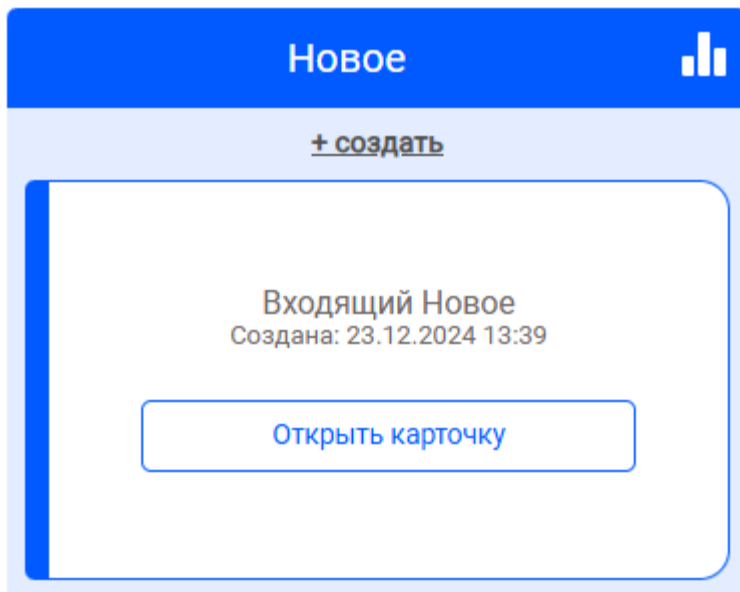 Новое
+ создать
Входящий Новое
Создана: 23.12.2024 13:39
Открыть карточку